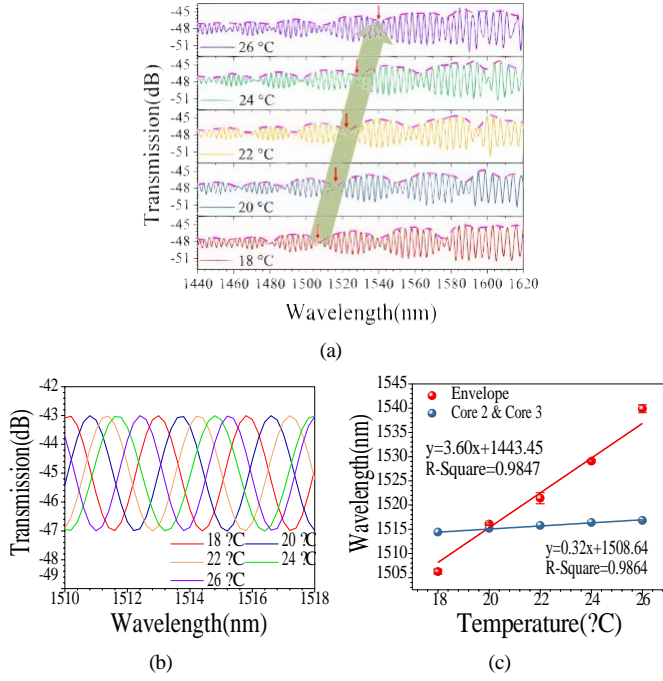 -45
-48
-51
26 °C
-45
-48
-51
24 °C
-45
-48
-51
22 °C
-45
-48
-51
20 °C
-45
-48
-51
18 °C
Transmission(dB)
1440 1460 1480 1500 1520 1540 1560 1580 1600 1620
Wavelength(nm)
(a)
-42
-43
-44
-45
-46
-47
-48
-49
Transmission(dB)
18 ?C 20 ?C
22 ?C 24 ?C
26 ?C
1510 1512 1514 1516 1518
Wavelength(nm)
(b)
1545
1540
1535
1530
1525
1520
1515
1510
1505
Wavelength(nm)
Envelope
Core 2 & Core 3
y=3.60x+1443.45
R-Square=0.9847
y=0.32x+1508.64
R-Square=0.9864
18 20 22 24 26
Temperature(?C)
(c)